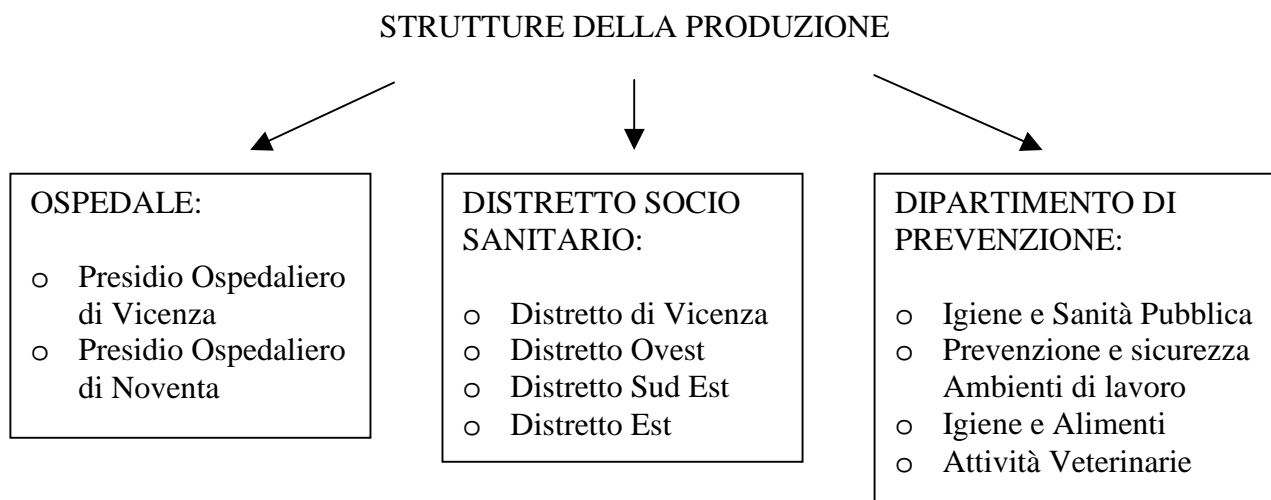 STRUTTURE DELLA PRODUZIONE
OSPEDALE:
o Presidio Ospedaliero
di Vicenza
o Presidio Ospedaliero
di Noventa
DISTRETTO SOCIO
SANITARIO:
o Distretto di Vicenza
o Distretto Ovest
o Distretto Sud Est
o Distretto Est
DIPARTIMENTO DI
PREVENZIONE:
o Igiene e Sanità Pubblica
o Prevenzione e sicurezza
Ambienti di lavoro
o Igiene e Alimenti
o Attività Veterinarie